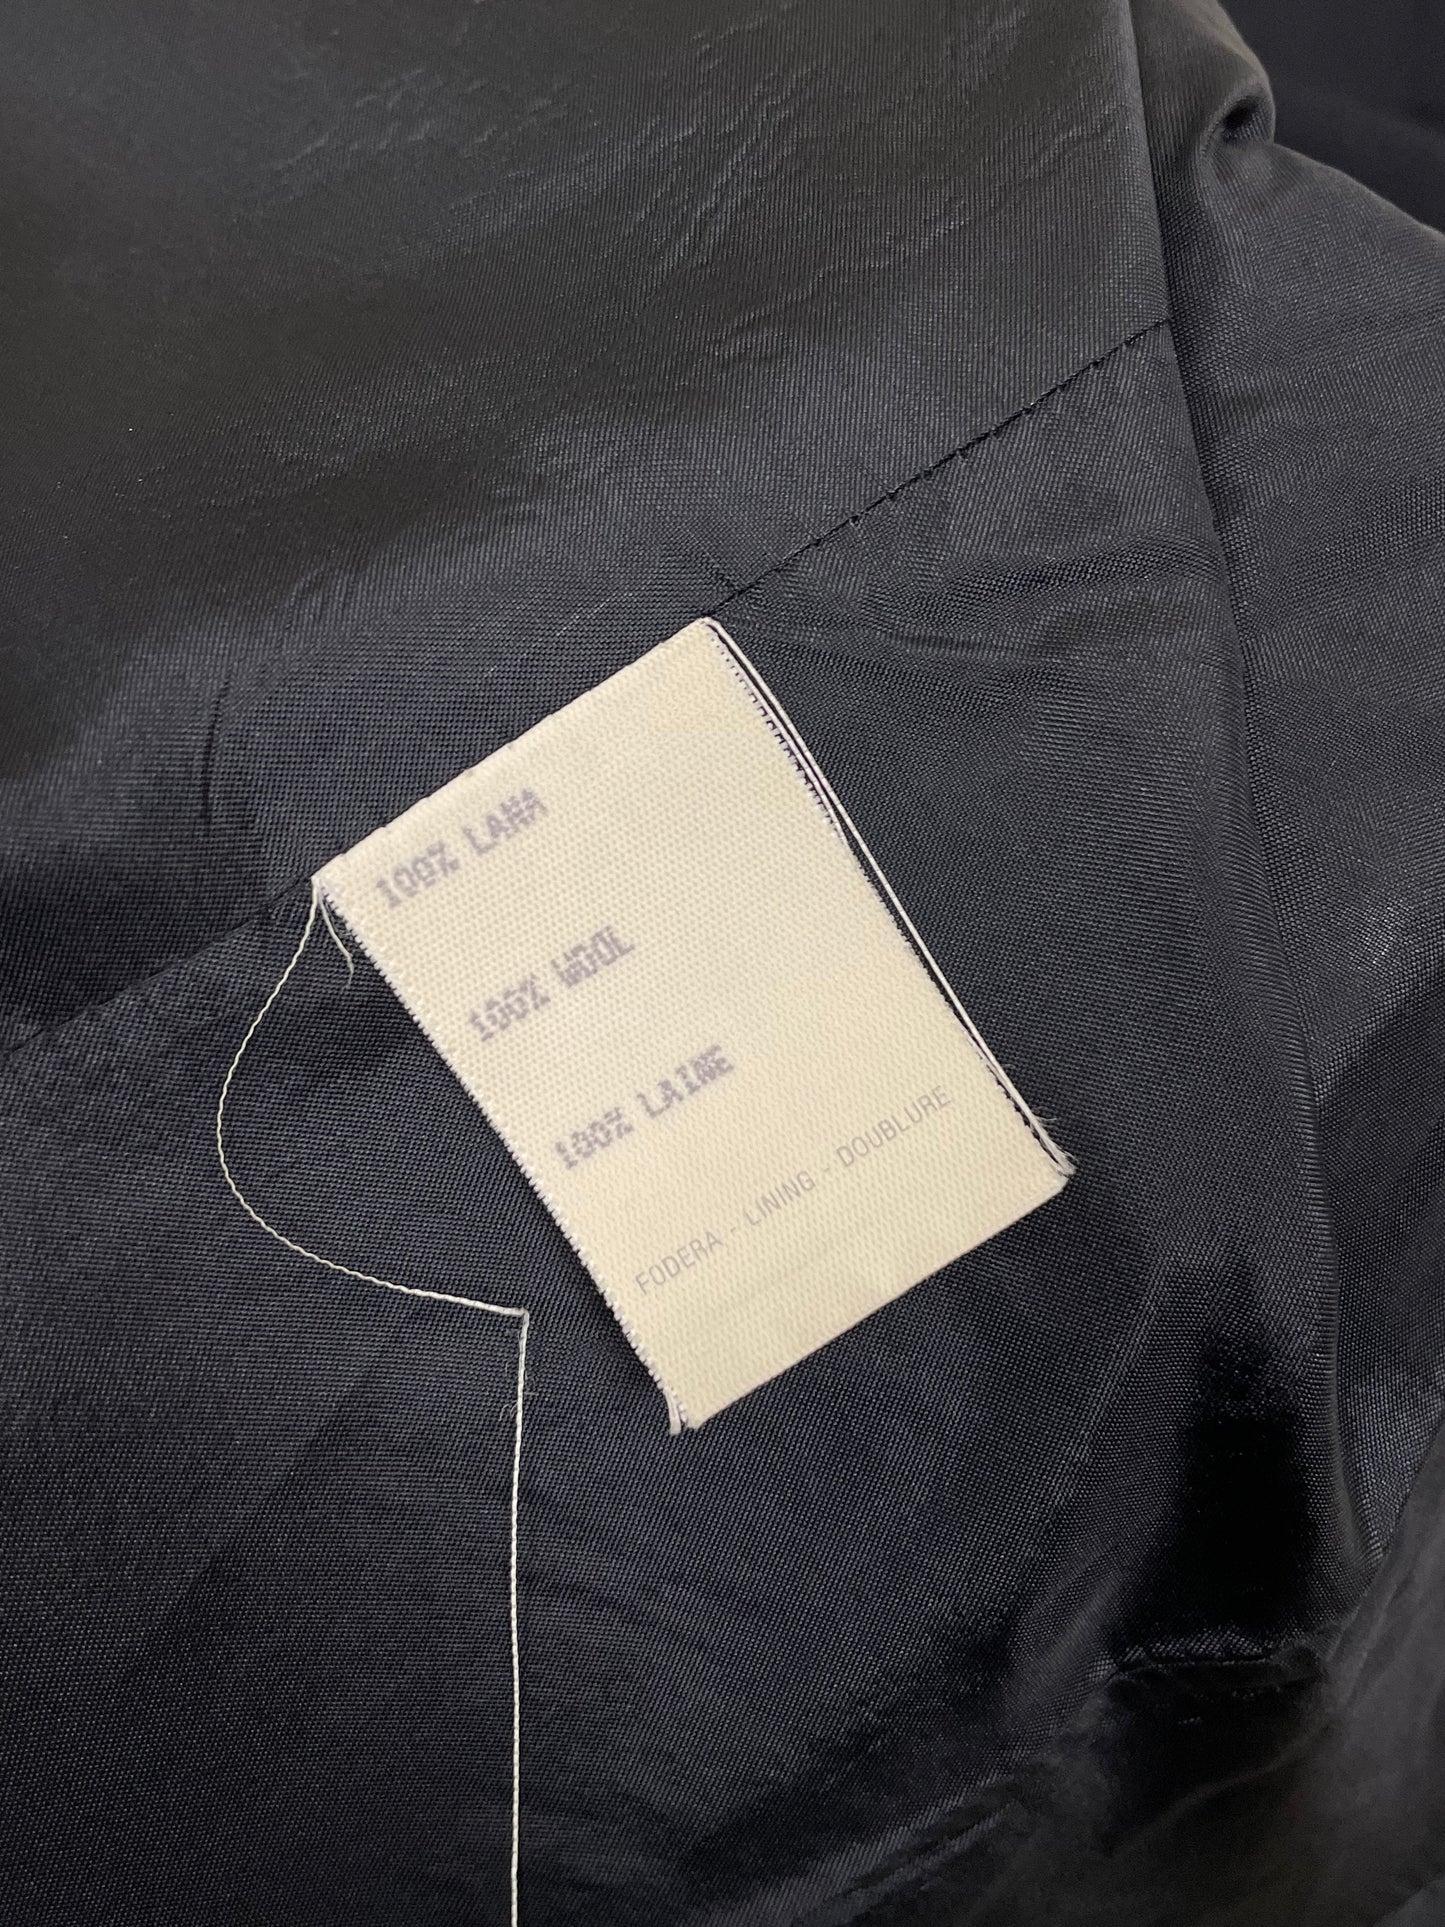 100% LANA
100% WOOL
100% LAINE
FODERA - LINING - DOUBLURE